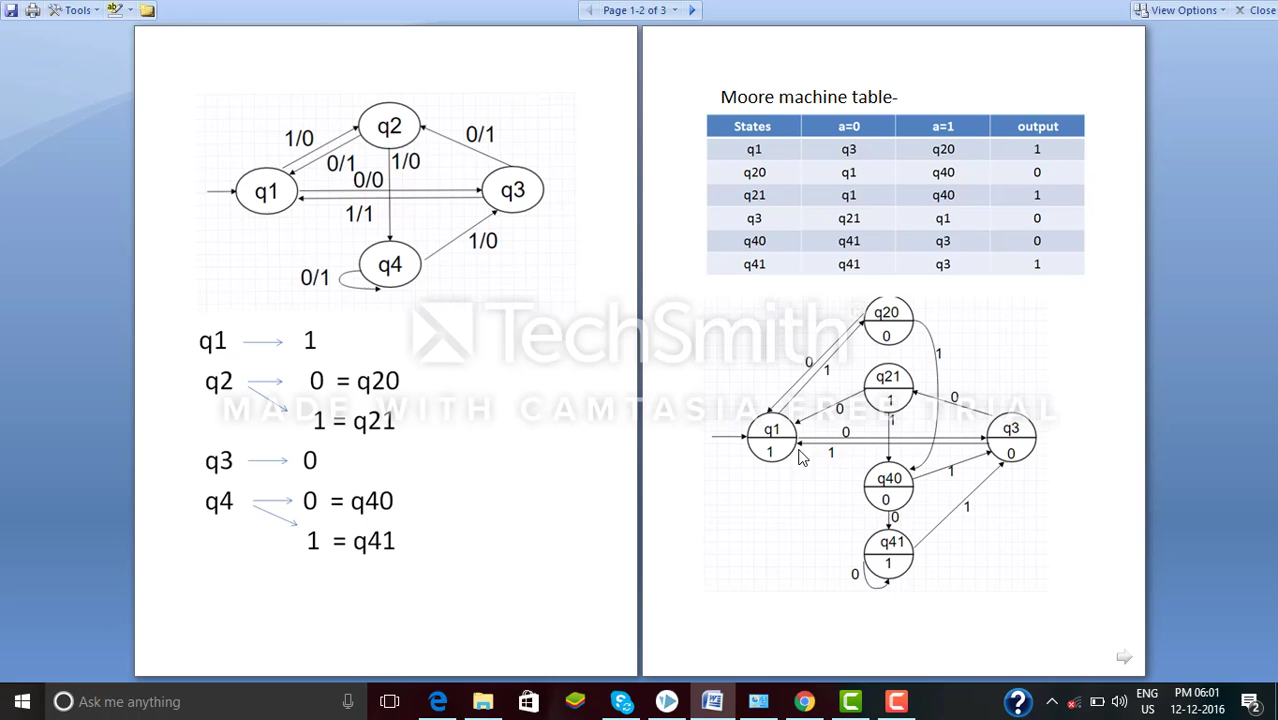 Tools
Page 1-2 of 3
View Options
Close
q2
1/0
0/1
0/1
1/0
0/0
q1
q3
1/1
1/0
q4
0/1
q1 1
q2 0 = q20
1 = q21
q3 0
q4 0 = q40
1 = q41
Moore machine table-
States a=0 a=1 output
q1 q3 q20 1
q20 q1 q40 0
q21 q1 q40 1
q3 q21 q1 0
q40 q41 q3 0
q41 q41 q3 1
q20
0
0
1
1
q21
1
0
0
1
q1
1
0
1
q3
0
q40
0
1
0
q41
1
1
0
TechSmith
MADE WITH CAMTASIA FREE TRIAL
Ask me anything
ENG
PM 06:01
12-12-2016
2